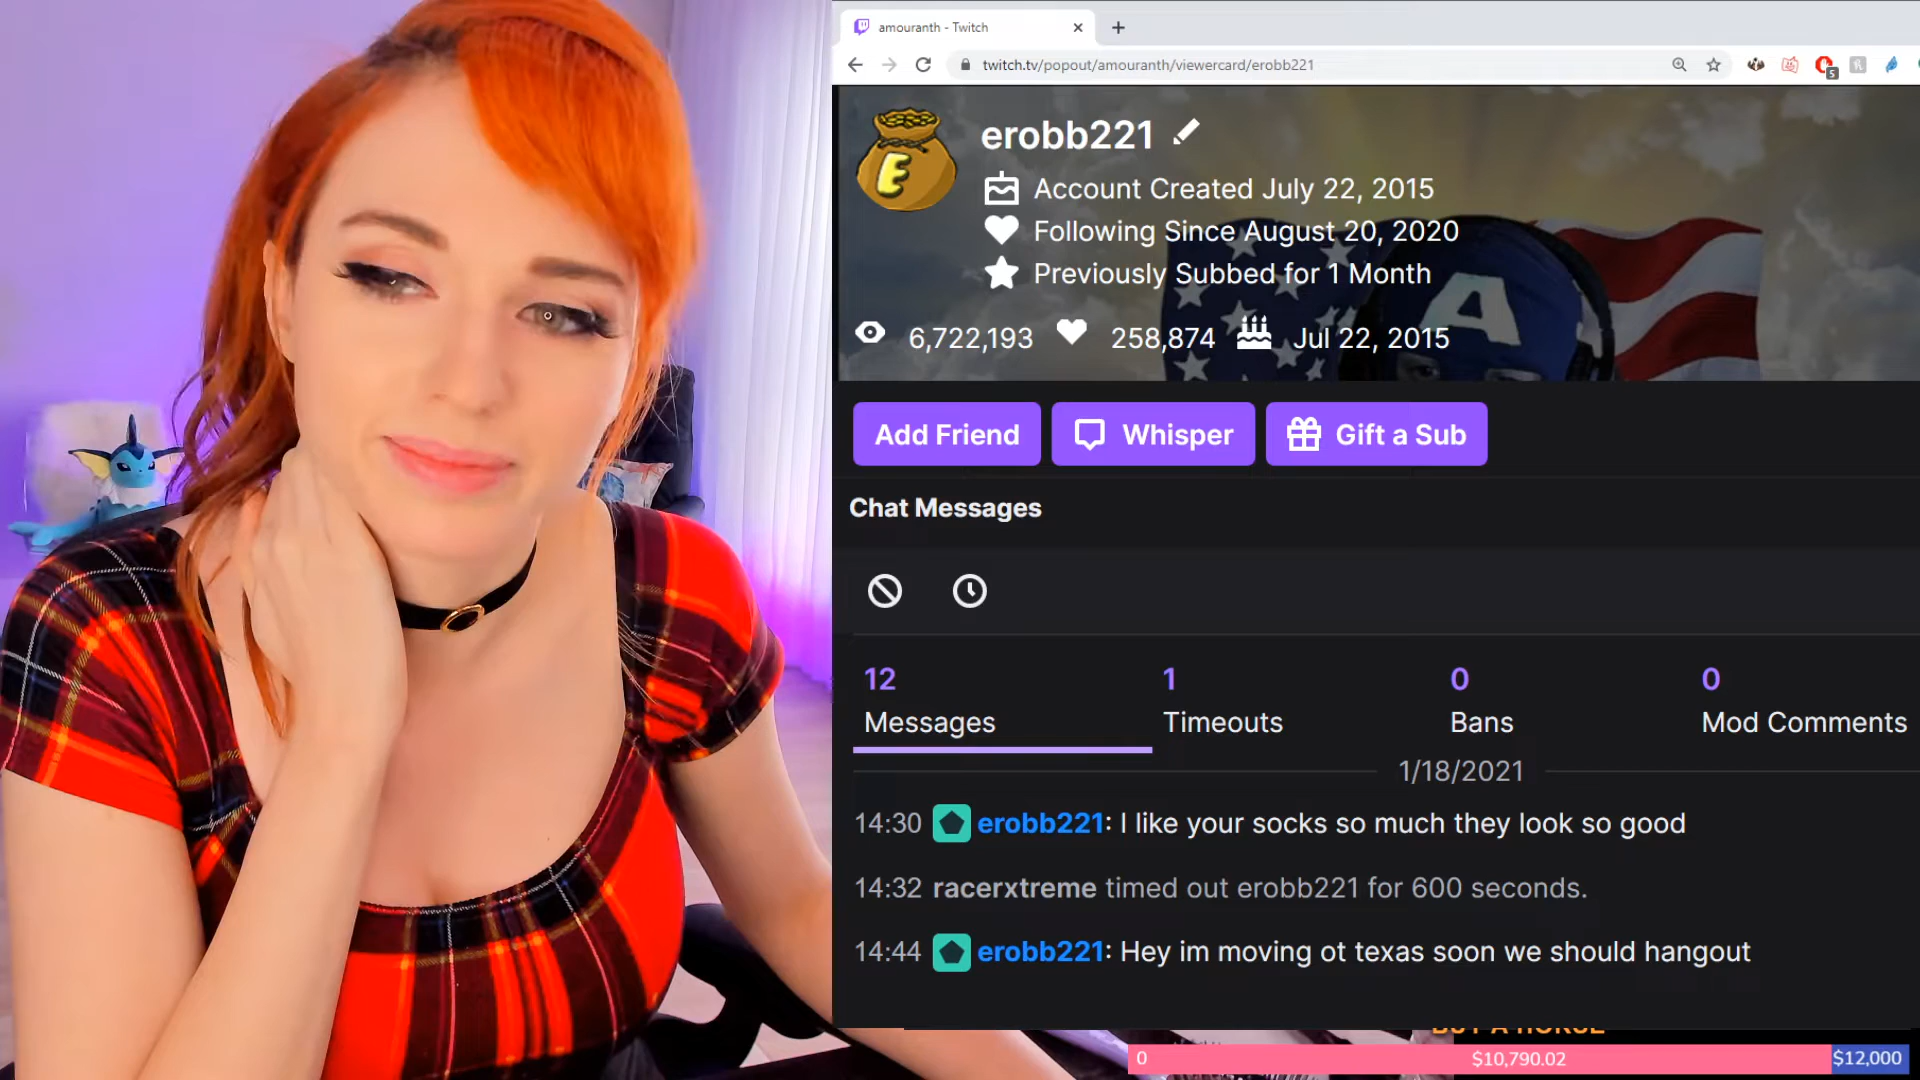 amouranth - Twitch
twitch.tv/popout/amouranth/viewercard/erobb221
5
E
erobb221
Account Created July 22, 2015
Following Since August 20, 2020
Previously Subbed for 1 Month
A
6,722,193 258,874 Jul 22, 2015
Add Friend Whisper Gift a Sub
Chat Messages
12 1 0 0
Messages Timeouts Bans Mod Comments
1/18/2021
14:30 erobb221: I like your socks so much they look so good
14:32 racerxtreme timed out erobb221 for 600 seconds.
14:44 erobb221: Hey im moving ot texas soon we should hangout
BUY A HORSE
0 $10,790.02 $12,000